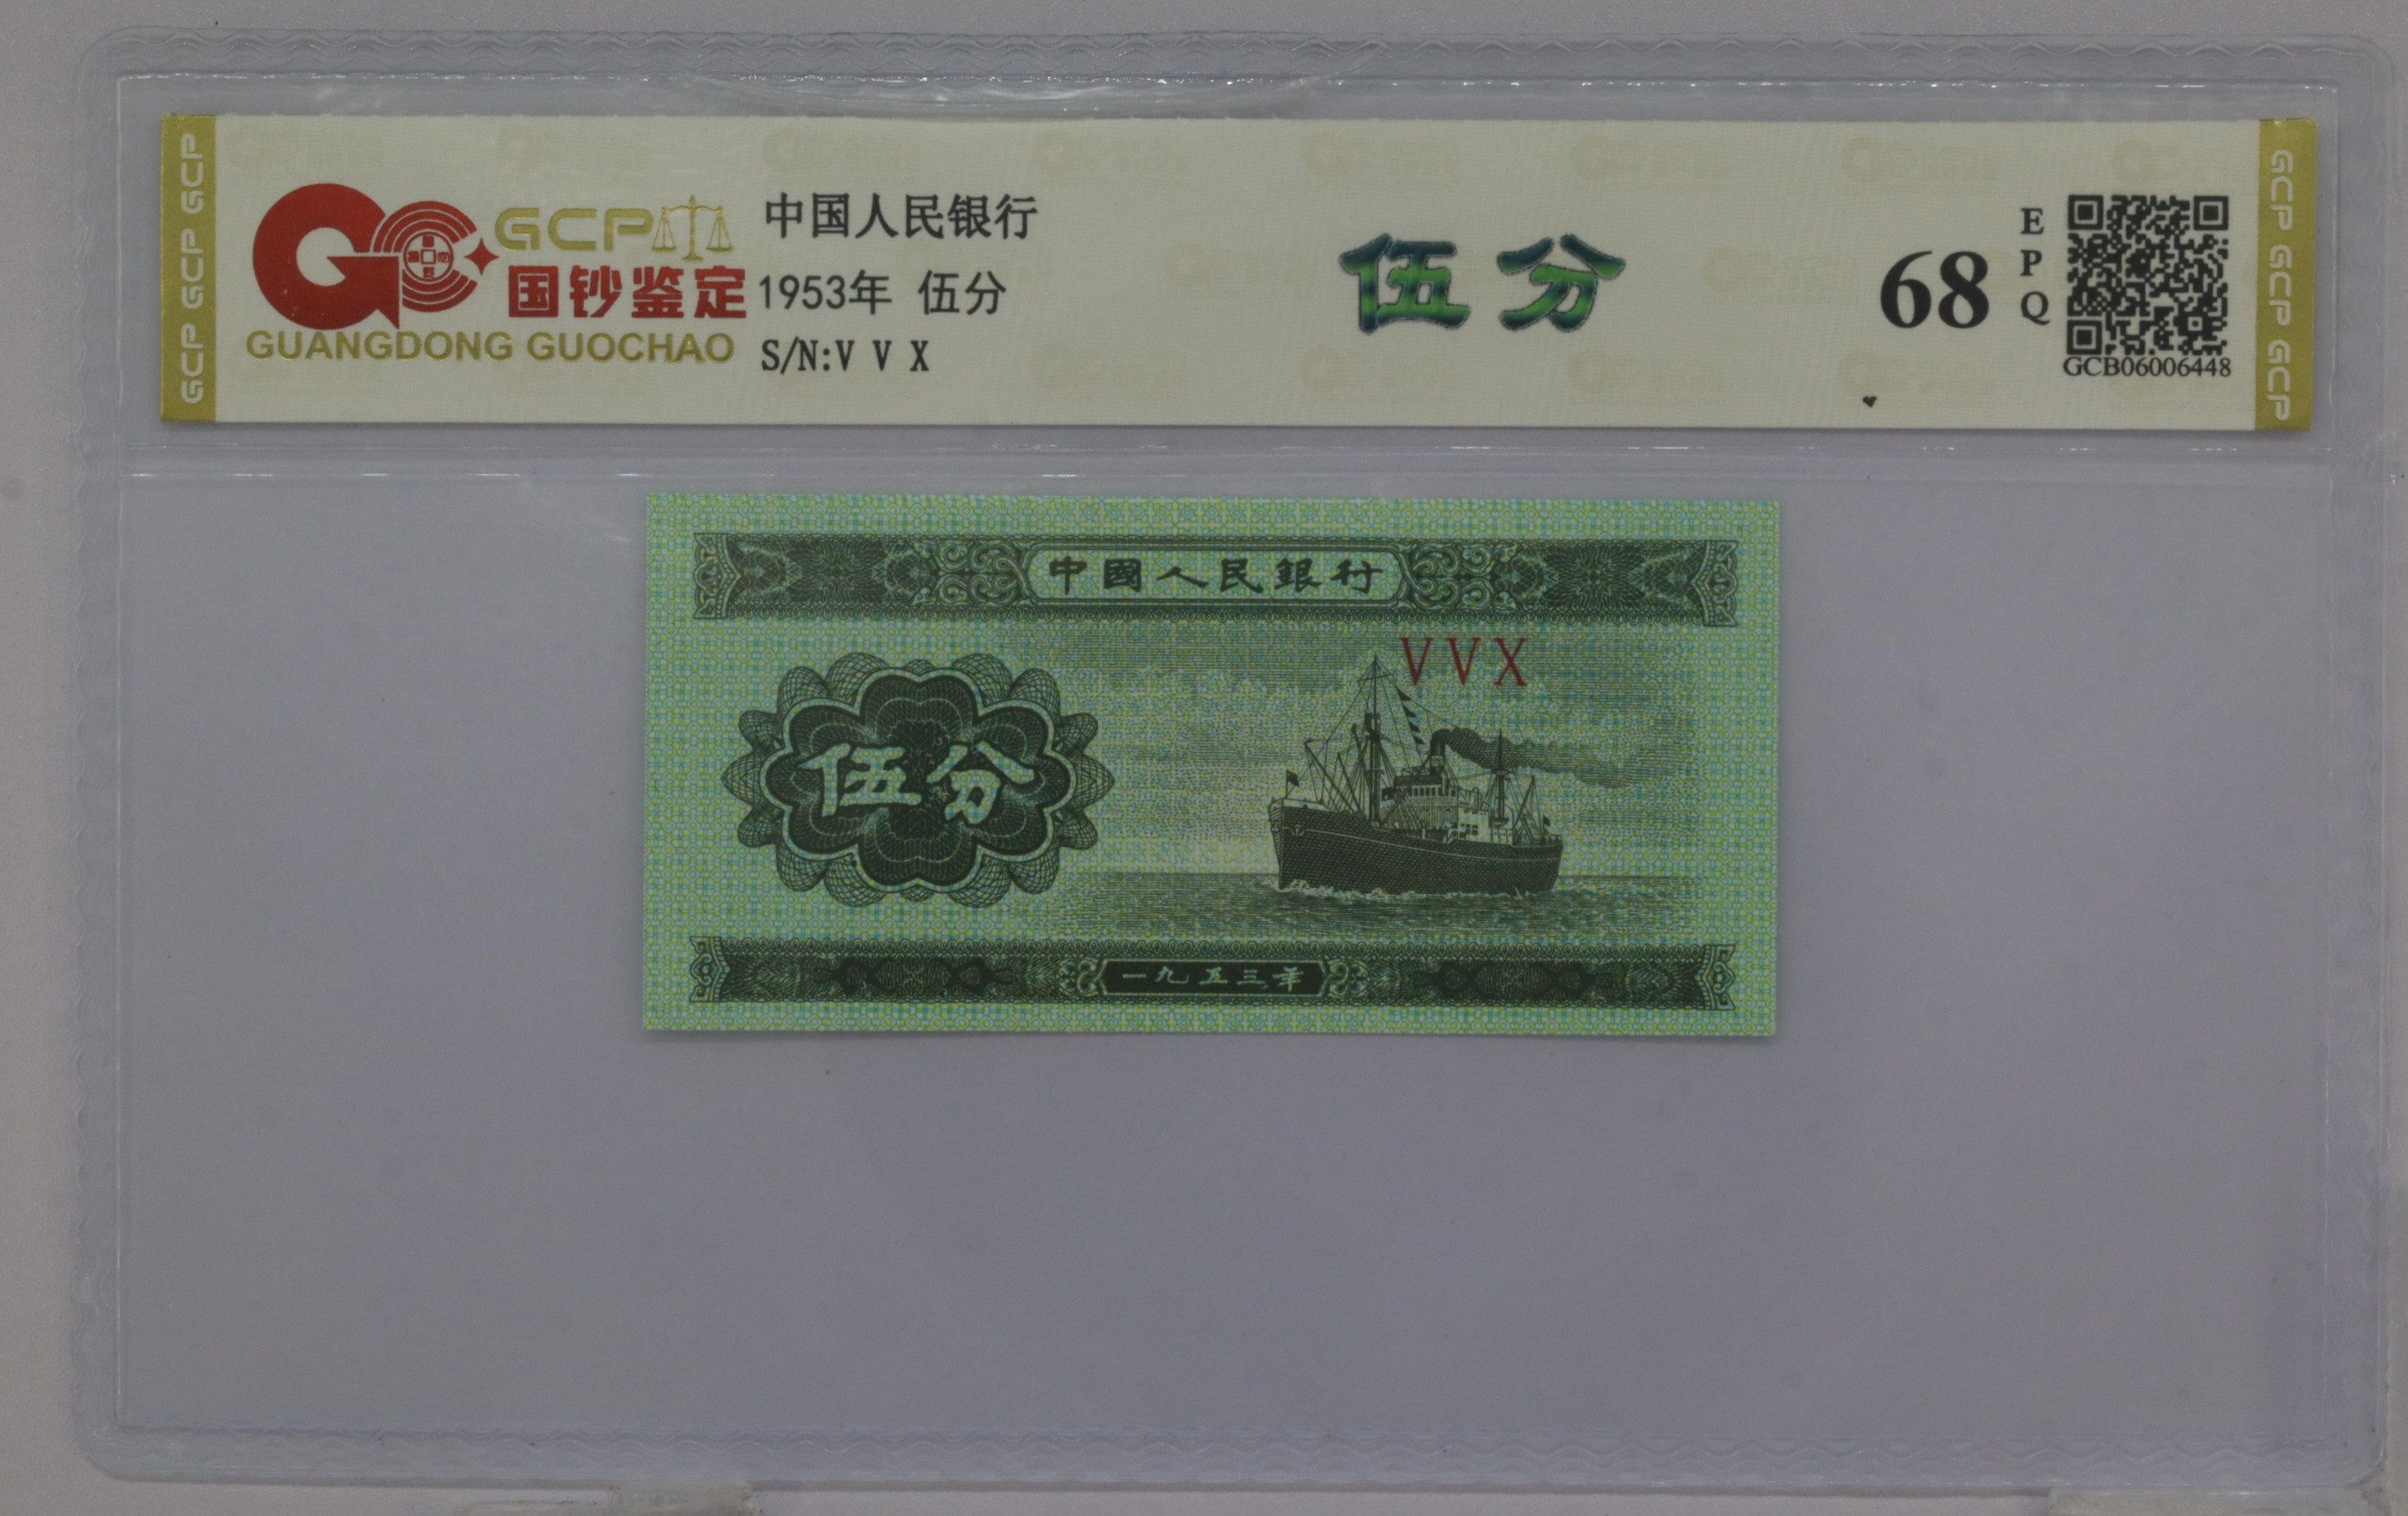 GCP GCP GCP
GCP
国钞鉴定
GUANGDONG GUOCHAO
中国人民银行
1953年 伍分
S/N:V V X
伍分
68
E
P
Q
GCB06006448
GCP GCP GCP
中國人民銀行
VVX
伍分
一九五三年